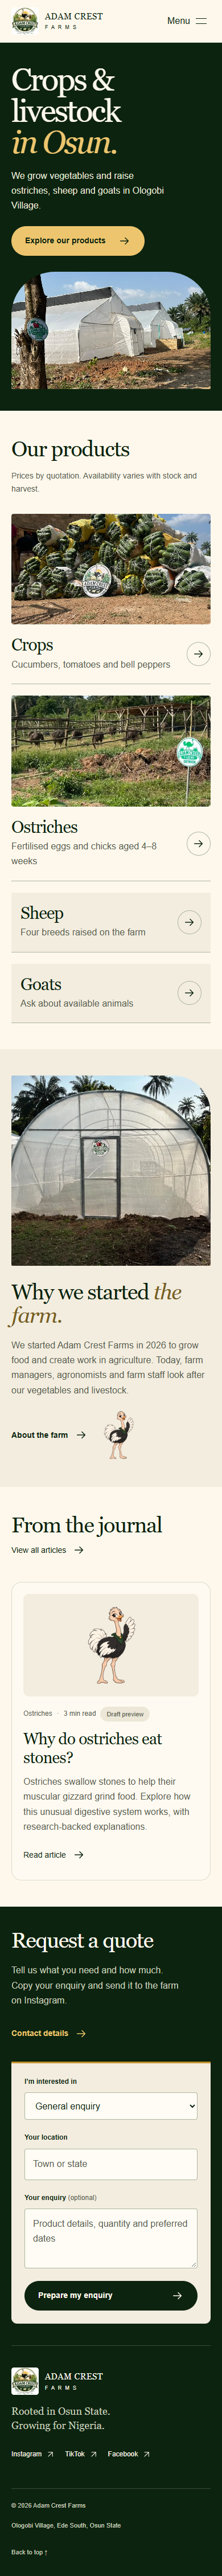 ADAM CREST
FARMS
Menu
Crops &
livestock
in Osun.
We grow vegetables and raise
ostriches, sheep and goats in Ologobi
Village.
Explore our products
Our products
Prices by quotation. Availability varies with stock and
harvest.
Crops
Cucumbers, tomatoes and bell peppers
Ostriches
Fertilised eggs and chicks aged 4–8
weeks
Sheep
Four breeds raised on the farm
Goats
Ask about available animals
Why we started the
farm.
We started Adam Crest Farms in 2026 to grow
food and create work in agriculture. Today, farm
managers, agronomists and farm staff look after
our vegetables and livestock.
About the farm
From the journal
View all articles
Ostriches · 3 min read Draft preview
Why do ostriches eat
stones?
Ostriches swallow stones to help their
muscular gizzard grind food. Explore how
this unusual digestive system works, with
research-backed explanations.
Read article
Request a quote
Tell us what you need and how much.
Copy your enquiry and send it to the farm
on Instagram.
Contact details
I'm interested in
General enquiry
Your location
Town or state
Your enquiry (optional)
Product details, quantity and preferred
dates
Prepare my enquiry
ADAM CREST
FARMS
Rooted in Osun State.
Growing for Nigeria.
Instagram TikTok Facebook
© 2026 Adam Crest Farms
Ologobi Village, Ede South, Osun State
Back to top ↑